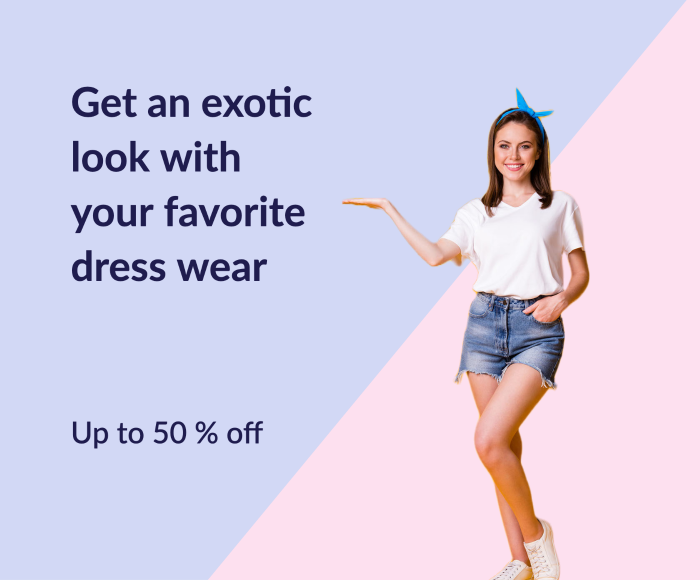 Get an exotic
look with
your favorite
dress wear
Up to 50 % off